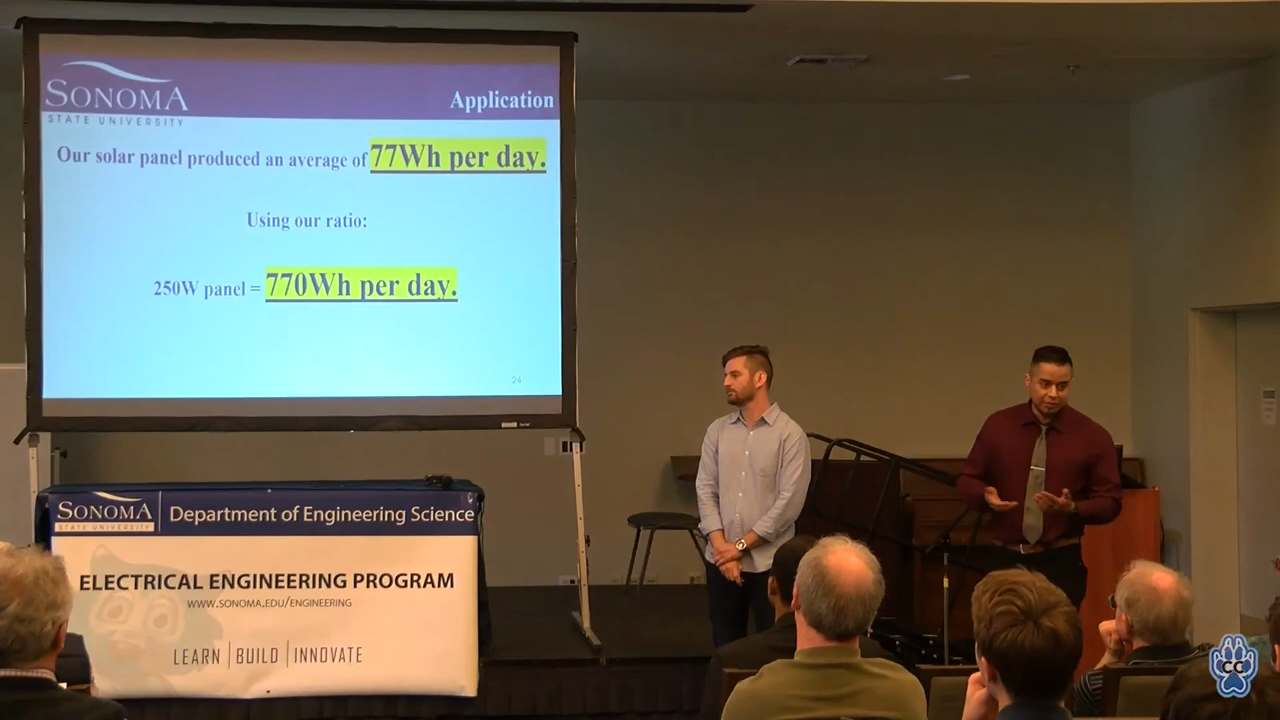 SONOMA
STATE UNIVERSITY
Application
Our solar panel produced an average of 77Wh per day.
Using our ratio:
250W panel = 770Wh per day.
24
SONOMA
STATE UNIVERSITY
Department of Engineering Science
ELECTRICAL ENGINEERING PROGRAM
WWW.SONOMA.EDU/ENGINEERING
LEARN | BUILD | INNOVATE
CC